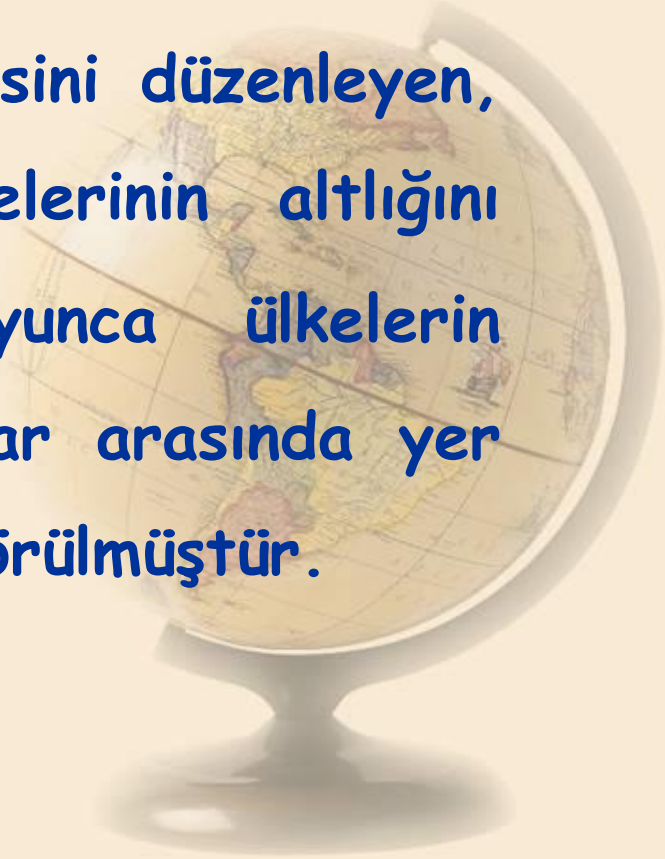 sini düzenleyen,
elerinin altlığını
yunca ülkelerin
ar arasında yer
örülmüştür.